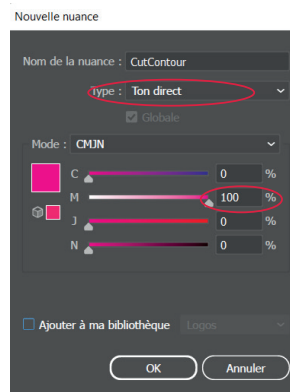 Nouvelle nuance
Nom de la nuance : CutContour
Type : Ton direct
Globale
Mode : CMJN
C 0 %
M 100 %
J 0 %
N 0 %
Ajouter à ma bibliothèque Logos
OK Annuler